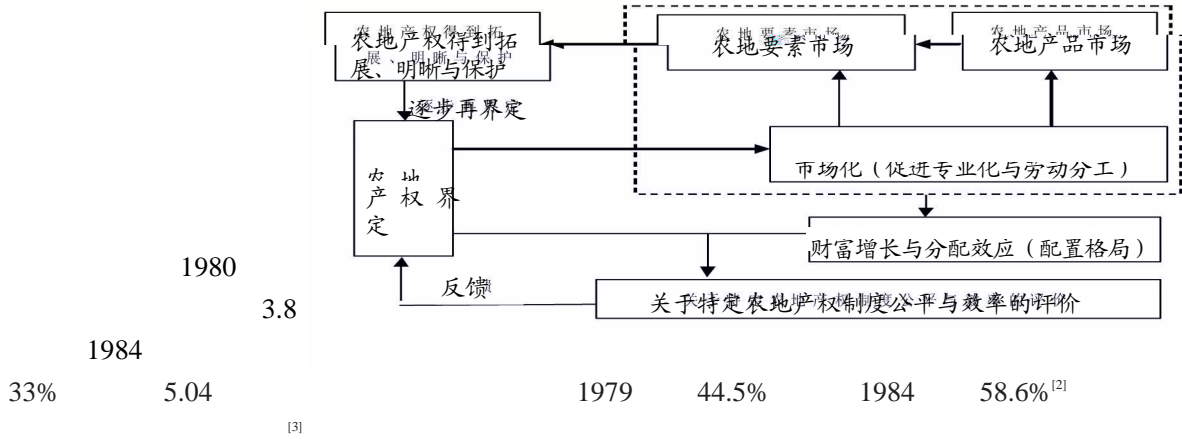 农地产权得到拓
展、明晰与保护
农地要素市场
农地产品市场
逐步再界定
市场化（促进专业化与劳动分工）
农地
产权界
定
财富增长与分配效应（配置格局）
反馈
关于特定农地产权制度公平与效率的评价
1980
3.8
1984
33% 5.04 1979 44.5% 1984 58.6%[2]
[3]